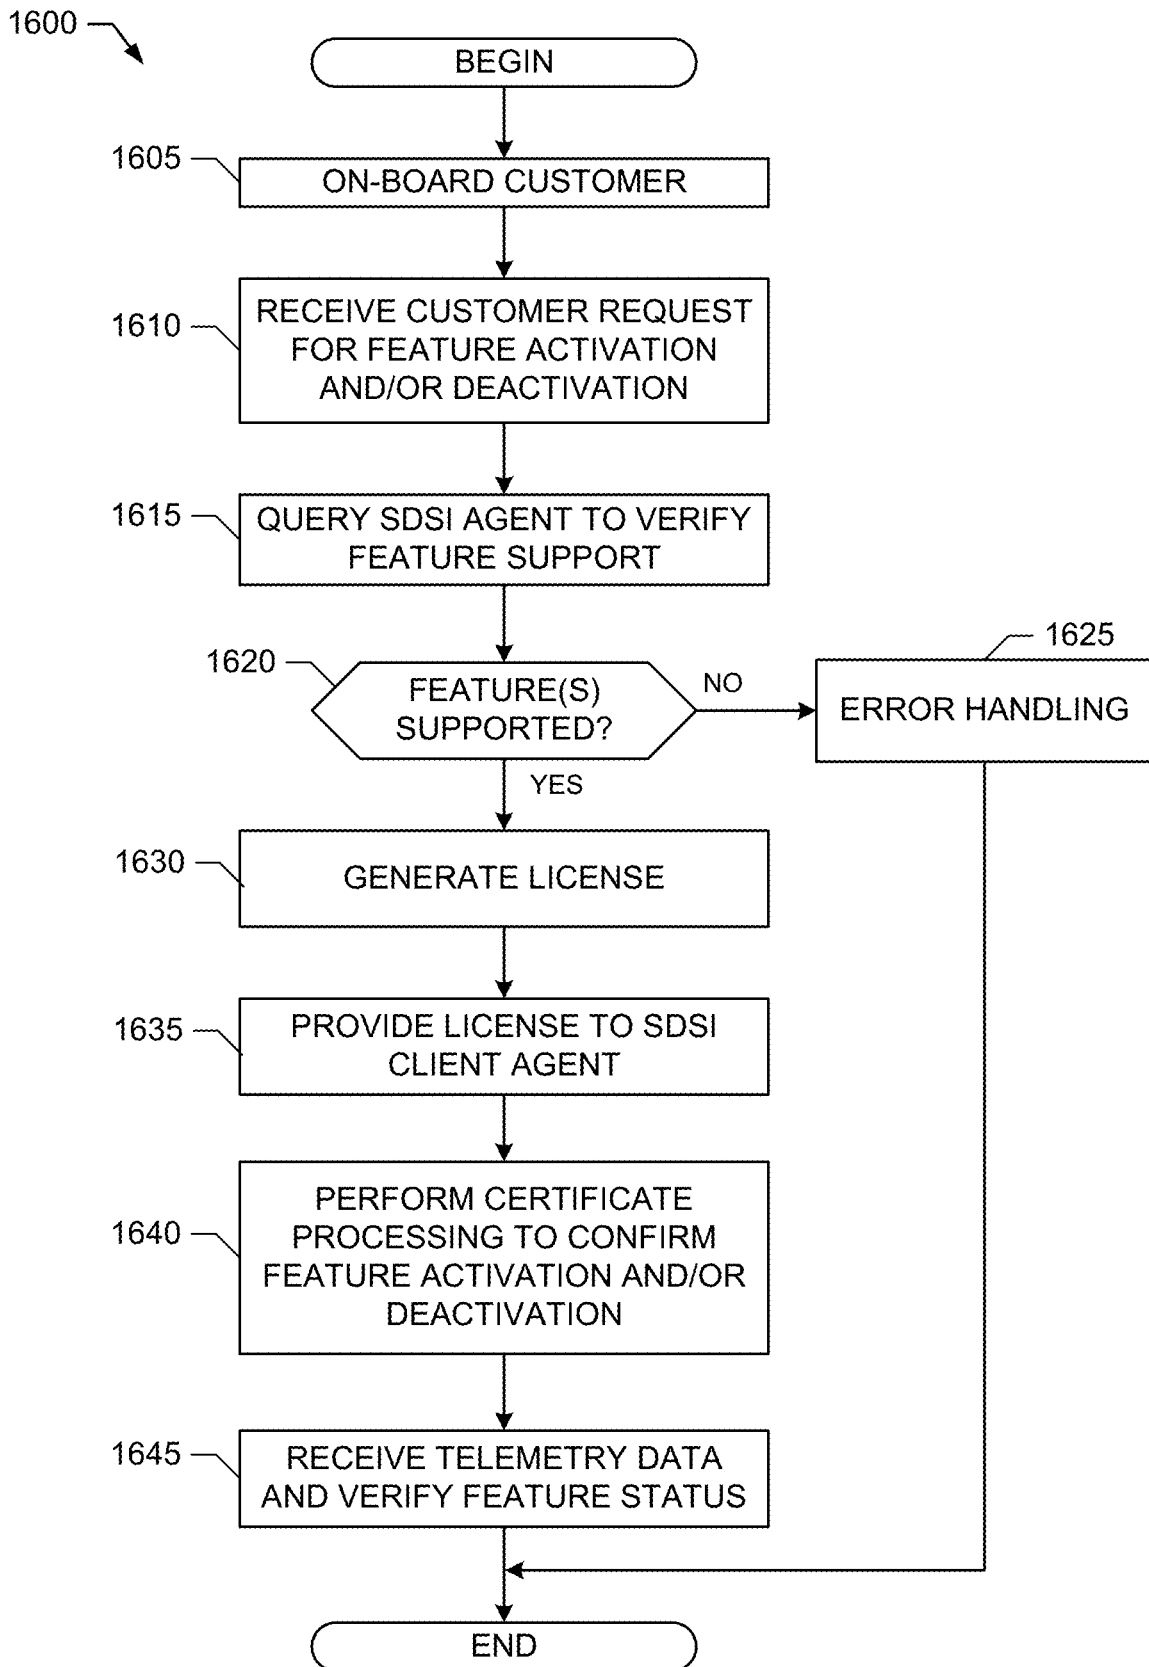 1600
BEGIN
1605
ON-BOARD CUSTOMER
1610
RECEIVE CUSTOMER REQUEST
FOR FEATURE ACTIVATION
AND/OR DEACTIVATION
1615
QUERY SDSI AGENT TO VERIFY
FEATURE SUPPORT
1620
FEATURE(S)
SUPPORTED?
NO
1625
ERROR HANDLING
YES
1630
GENERATE LICENSE
1635
PROVIDE LICENSE TO SDSI
CLIENT AGENT
1640
PERFORM CERTIFICATE
PROCESSING TO CONFIRM
FEATURE ACTIVATION AND/OR
DEACTIVATION
1645
RECEIVE TELEMETRY DATA
AND VERIFY FEATURE STATUS
END